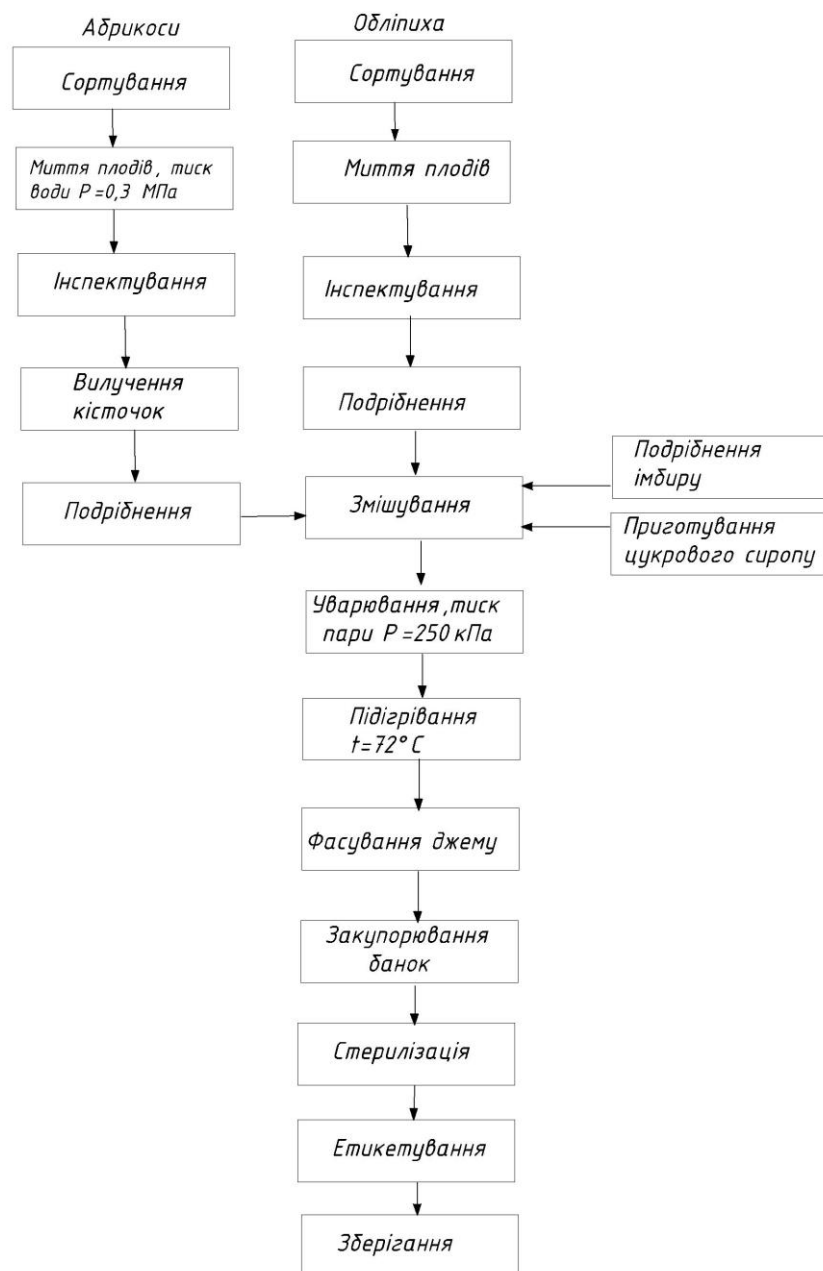 Абрикоси
Сортування
Миття плодів, тиск
води P =0,3 МПа
Інспектування
Вилучення
кісточок
Подрібнення
Обліпиха
Сортування
Миття плодів
Інспектування
Подрібнення
Змішування
Подрібнення
імбиру
Приготування
цукрового сиропу
Уварювання, тиск
пари P =250 кПа
Підігрівання
t=72° C
Фасування джему
Закупорювання
банок
Стерилізація
Етикетування
Зберігання